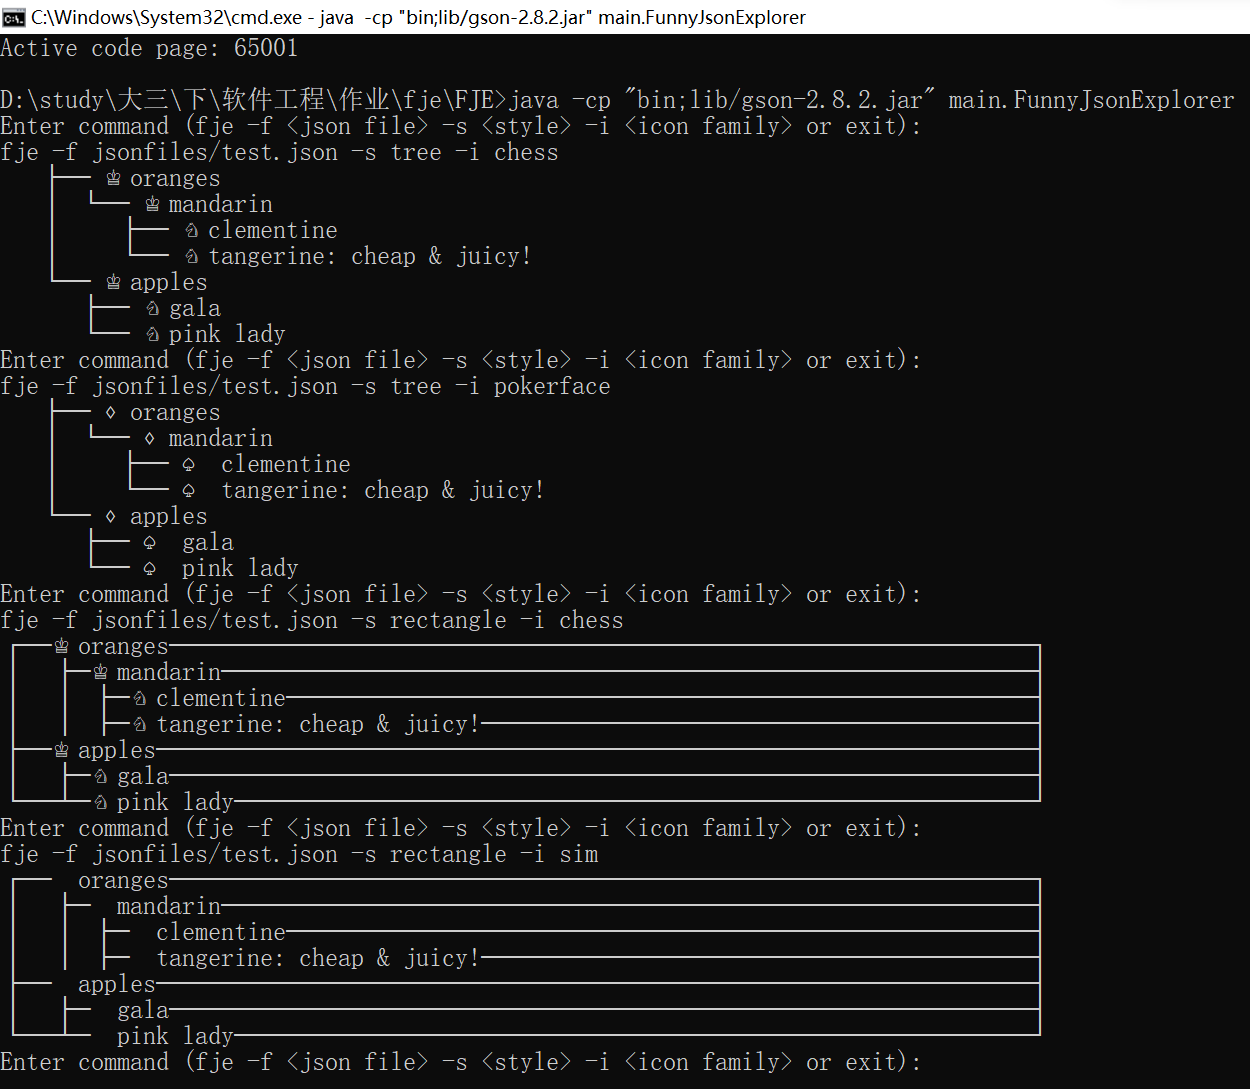 C:\Windows\System32\cmd.exe - java  -cp "bin;lib/gson-2.8.2.jar" main.FunnyJsonExplorer
Active code page: 65001
D:\study\大三\下\软件工程\作业\fje\FJE>java -cp "bin;lib/gson-2.8.2.jar" main.FunnyJsonExplorer
Enter command (fje -f <json file> -s <style> -i <icon family> or exit):
fje -f jsonfiles/test.json -s tree -i chess
├── ♔ oranges
│  └── ♔ mandarin
│     ├── ♘ clementine
│     └── ♘ tangerine: cheap & juicy!
└── ♔ apples
   ├── ♘ gala
   └── ♘ pink lady
Enter command (fje -f <json file> -s <style> -i <icon family> or exit):
fje -f jsonfiles/test.json -s tree -i pokerface
├── ♢ oranges
│  └── ♢ mandarin
│     ├── ♤  clementine
│     └── ♤  tangerine: cheap & juicy!
└── ♢ apples
   ├── ♤  gala
   └── ♤  pink lady
Enter command (fje -f <json file> -s <style> -i <icon family> or exit):
fje -f jsonfiles/test.json -s rectangle -i chess
┌──♔ oranges───────────────────────────┐
│   ├─♔ mandarin───────────────────────┤
│   │  ├─♘ clementine──────────────────┤
│   │  ├─♘ tangerine: cheap & juicy!───┤
├──♔ apples────────────────────────────┤
│   ├─♘ gala───────────────────────────┤
└───┴─♘ pink lady──────────────────────┘
Enter command (fje -f <json file> -s <style> -i <icon family> or exit):
fje -f jsonfiles/test.json -s rectangle -i sim
┌──  oranges───────────────────────────┐
│   ├─  mandarin───────────────────────┤
│   │  ├─  clementine──────────────────┤
│   │  ├─  tangerine: cheap & juicy!───┤
├──  apples────────────────────────────┤
│   ├─  gala───────────────────────────┤
└───┴─  pink lady──────────────────────┘
Enter command (fje -f <json file> -s <style> -i <icon family> or exit):